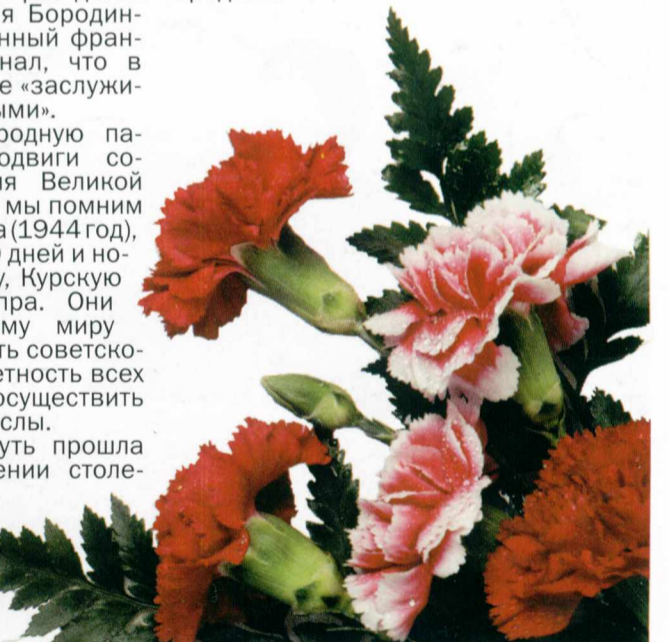 я Бородин-
нный фран-
нал, что в
е «заслужи-
ыми».
родную па-
одвиги со-
ия Великой
мы помним
а (1944 год),
дней и но-
у, Курскую
пра. Они
му миру
ть советско-
етность всех
осуществить
слы.
уть прошла
ении столе-